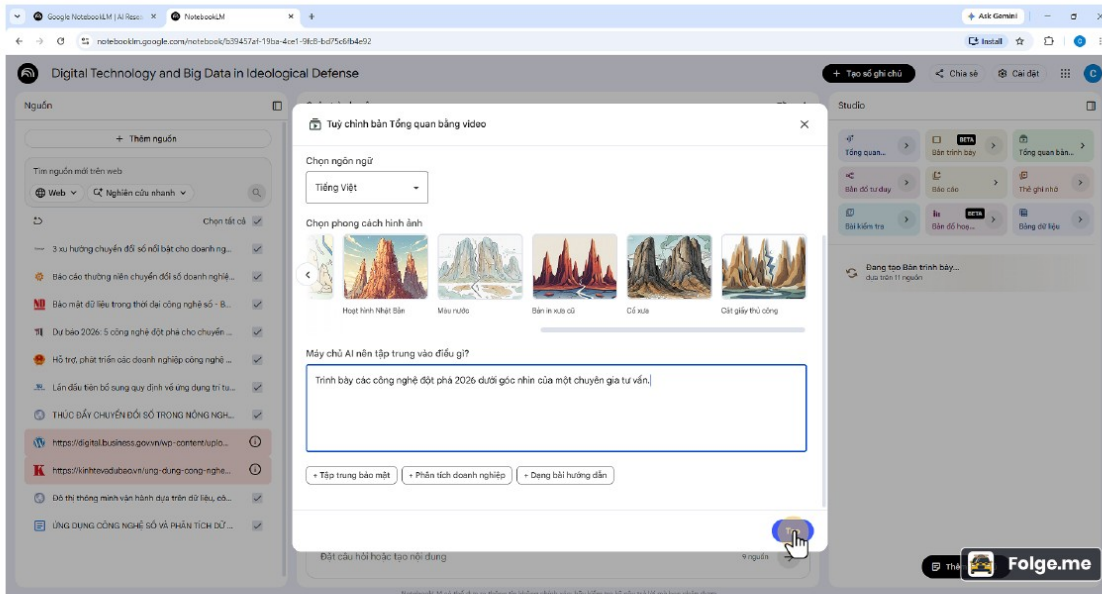 Google NotebookLM | AI Resea
NotebookLM
Ask Gemini
notebooklm.google.com/notebook/b39457af-19ba-4ce1-9fc8-bd75c6fb4e92
Install
Digital Technology and Big Data in Ideological Defense
+ Tạo sổ ghi chú
Chia sẻ
Cài đặt
C
Nguồn
+ Thêm nguồn
Tìm nguồn mới trên web
Web
Nghiên cứu nhanh
Chọn tất cả
3 xu hướng chuyển đổi số nổi bật cho doanh ng...
Báo cáo thường niên chuyển đổi số doanh nghiệ...
Bảo mật dữ liệu trong thời đại công nghệ số - B...
Dự báo 2026: 5 công nghệ đột phá cho chuyển ...
Hỗ trợ, phát triển các doanh nghiệp công nghệ ...
Lần đầu tiên bổ sung quy định về ứng dụng trí tu...
THÚC ĐẨY CHUYỂN ĐỔI SỐ TRONG NÔNG NGH...
https://digital.business.gov.vn/wp-content/uplo...
https://kinhtevadubao.vn/ung-dung-cong-nghe...
Đô thị thông minh vận hành dựa trên dữ liệu, cô...
ỨNG DỤNG CÔNG NGHỆ SỐ VÀ PHÂN TÍCH DỮ ...
Tuỳ chỉnh bản Tổng quan bằng video
Chọn ngôn ngữ
Tiếng Việt
Chọn phong cách hình ảnh
Hoạt hình Nhật Bản
Màu nước
Bản in xưa cũ
Cổ xưa
Cắt giấy thủ công
Máy chủ AI nên tập trung vào điều gì?
Trình bày các công nghệ đột phá 2026 dưới góc nhìn của một chuyên gia tư vấn.
+ Tập trung bảo mật
+ Phân tích doanh nghiệp
+ Dạng bài hướng dẫn
Đặt câu hỏi hoặc tạo nội dung
9 nguồn
Studio
Tổng quan...
BETA
Bản trình bày
Tổng quan bằn...
Bản đồ tư duy
Báo cáo
Thẻ ghi nhớ
Bài kiểm tra
BETA
Bản đồ hoạ...
Bảng dữ liệu
Đang tạo Bản trình bày...
dựa trên 11 nguồn
Folge.me